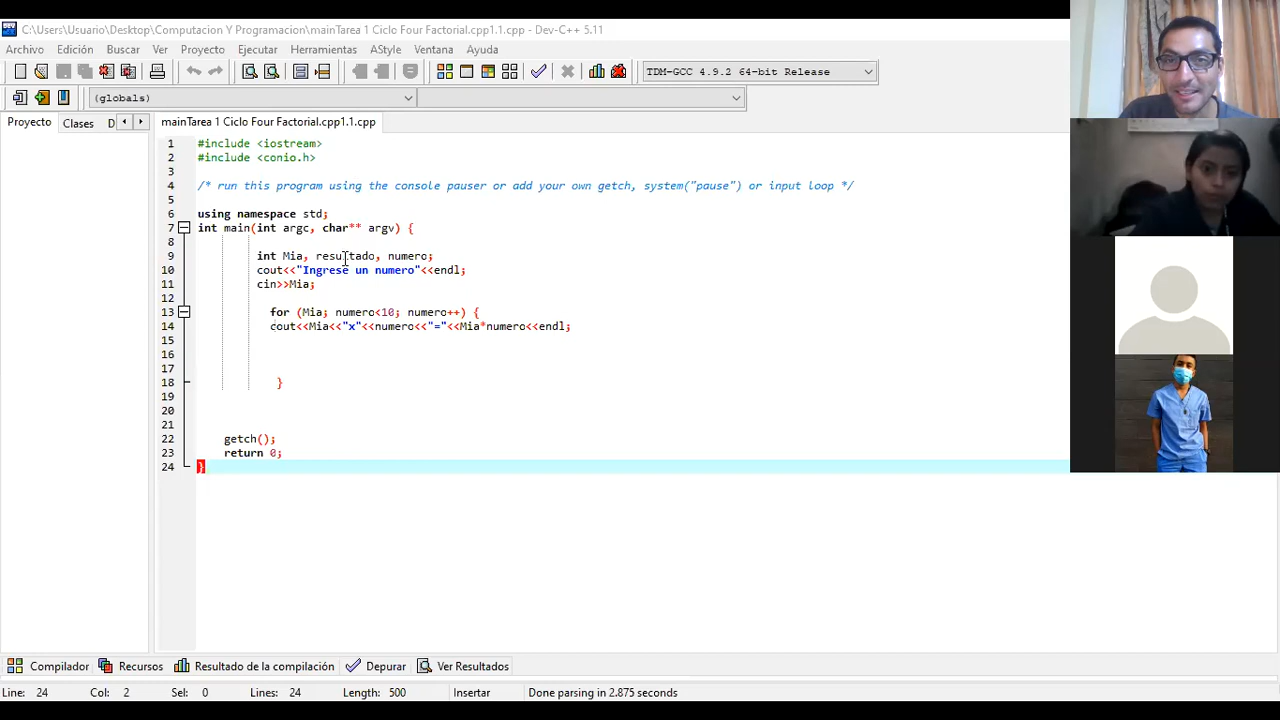 C:\Users\Usuario\Desktop\Computacion Y Programacion\mainTarea 1 Ciclo Four Factorial.cpp1.1.cpp - Dev-C++ 5.11
Archivo Edición Buscar Ver Proyecto Ejecutar Herramientas AStyle Ventana Ayuda
TDM-GCC 4.9.2 64-bit Release
(globals)
Proyecto Clases D mainTarea 1 Ciclo Four Factorial.cpp1.1.cpp
1 #include <iostream>
2 #include <conio.h>
3
4 /* run this program using the console pauser or add your own getch, system("pause") or input loop */
5
6 using namespace std;
7 int main(int argc, char** argv) {
8
9 int Mia, resultado, numero;
10 cout<<"Ingrese un numero"<<endl;
11 cin>>Mia;
12
13 for (Mia; numero<10; numero++) {
14 cout<<Mia<<"x"<<numero<<"="<<Mia*numero<<endl;
15
16
17
18 }
19
20
21
22 getch();
23 return 0;
24 }
Compilador Recursos Resultado de la compilación Depurar Ver Resultados
Line: 24 Col: 2 Sel: 0 Lines: 24 Length: 500 Insertar Done parsing in 2.875 seconds